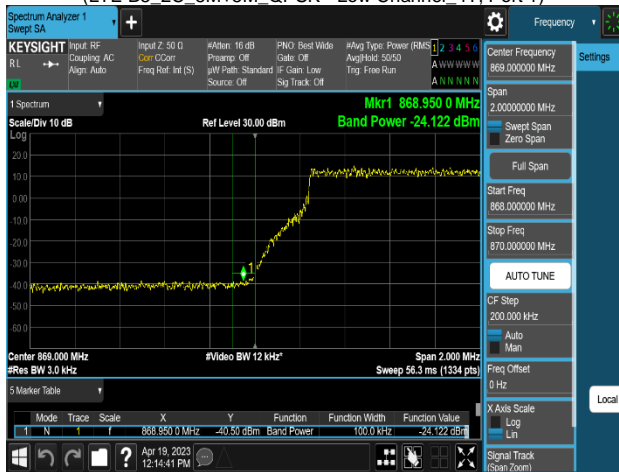 Spectrum Analyzer 1
Swept SA
Frequency
KEYSIGHT
Input: RF
Input Z: 50 Ω
#Atten: 16 dB
PNO: Best Wide
#Avg Type: Power (RMS
1 2 3 4 5 6
RL
Coupling: AC
Corr CCorr
Preamp: Off
Gate: Off
Avg|Hold: 50/50
A W W W W W
Align: Auto
Freq Ref: Int (S)
µW Path: Standard
IF Gain: Low
Trig: Free Run
Source: Off
Sig Track: Off
A N N N N N
1 Spectrum
Mkr1 868.950 0 MHz
Scale/Div 10 dB
Ref Level 30.00 dBm
Band Power -24.122 dBm
Log
20.0
10.0
0.00
-10.0
-20.0
-30.0
-40.0
-50.0
-60.0
1
Center 869.000 MHz
#Video BW 12 kHz*
Span 2.000 MHz
#Res BW 3.0 kHz
Sweep 56.3 ms (1334 pts)
5 Marker Table
Mode Trace Scale X Y Function Function Width Function Value
1 N 1 f 868.950 0 MHz -40.50 dBm Band Power 100.0 kHz -24.122 dBm
Apr 19, 2023
12:14:41 PM
Center Frequency
869.000000 MHz
Settings
Span
2.00000000 MHz
Swept Span
Zero Span
Full Span
Start Freq
868.000000 MHz
Stop Freq
870.000000 MHz
AUTO TUNE
CF Step
200.000 kHz
Auto
Man
Freq Offset
0 Hz
Local
X Axis Scale
Log
Lin
Signal Track
(Span Zoom)